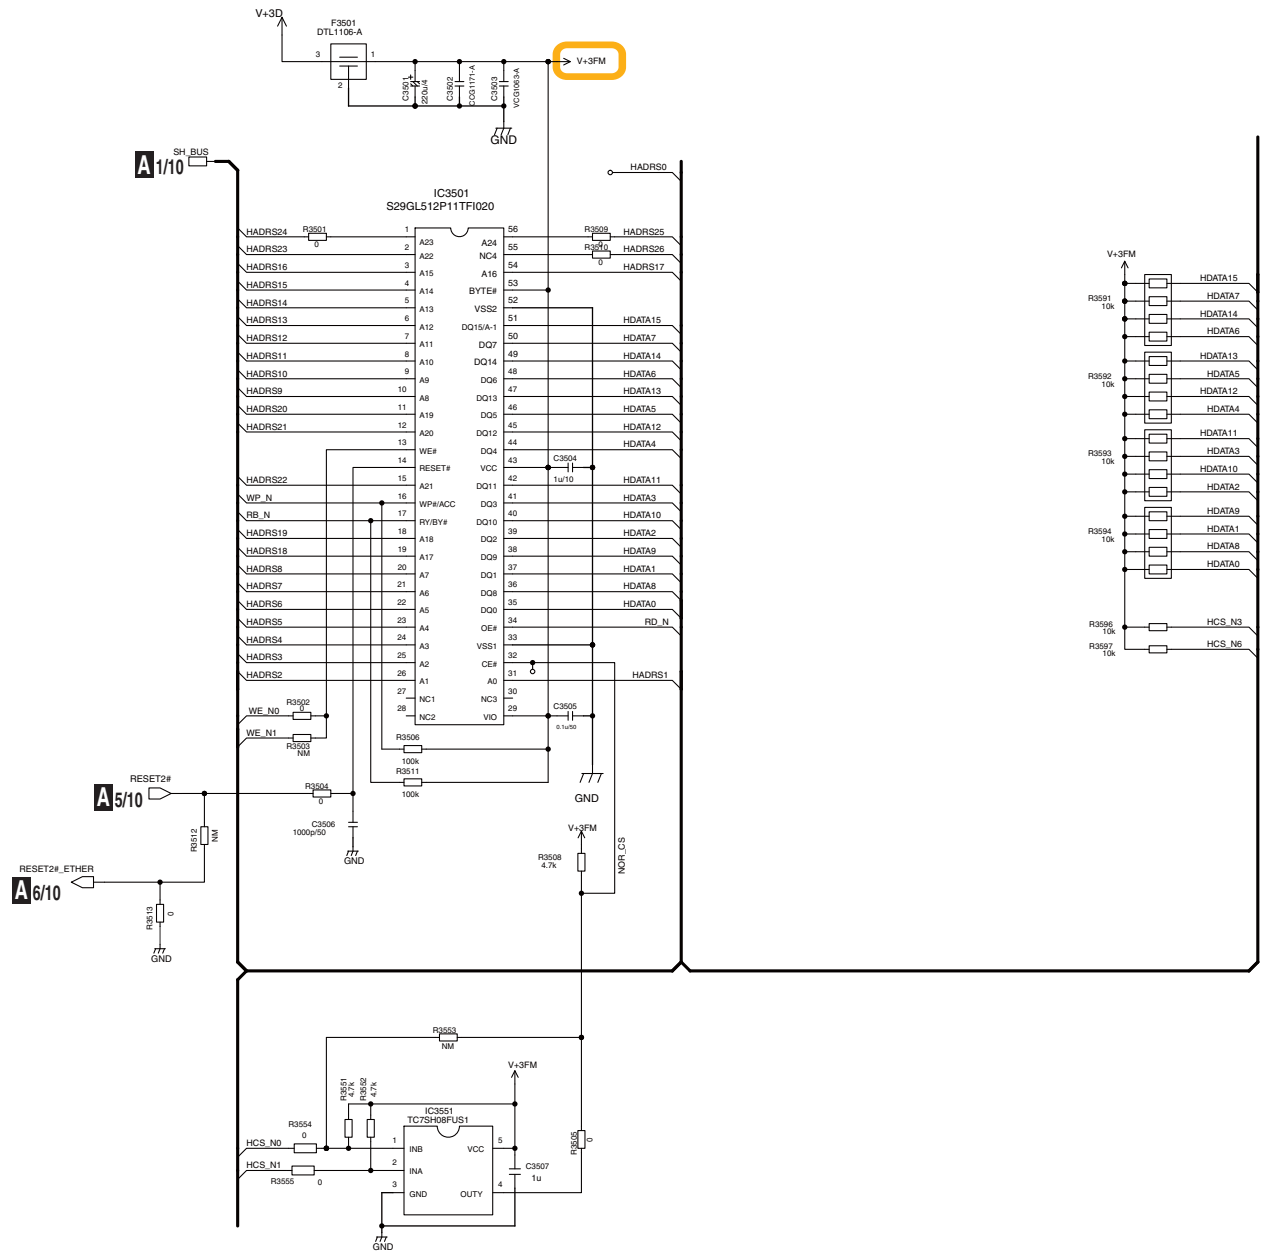 V+3D
F3501
DTL1106-A
3
1
2
C3501
220u/4
C3502
CCG1171-A
C3503
VCG1063-A
V+3FM
GND
A 1/10
SH_BUS
HADRS0
IC3501
S29GL512P11TFI020
HADRS24 R3501 0 1 A23 A24 56 R3509 0 HADRS25
HADRS23 2 A22 NC4 55 R3510 0 HADRS26
HADRS16 3 A15 A16 54 HADRS17
HADRS15 4 A14 BYTE# 53
HADRS14 5 A13 VSS2 52
HADRS13 6 A12 DQ15/A-1 51 HDATA15
HADRS12 7 A11 DQ7 50 HDATA7
HADRS11 8 A10 DQ14 49 HDATA14
HADRS10 9 A9 DQ6 48 HDATA6
HADRS9 10 A8 DQ13 47 HDATA13
HADRS20 11 A19 DQ5 46 HDATA5
HADRS21 12 A20 DQ12 45 HDATA12
13 WE# DQ4 44 HDATA4
14 RESET# VCC 43 C3504 1u/10
HADRS22 15 A21 DQ11 42 HDATA11
WP_N 16 WP#/ACC DQ3 41 HDATA3
RB_N 17 RY/BY# DQ10 40 HDATA10
HADRS19 18 A18 DQ2 39 HDATA2
HADRS18 19 A17 DQ9 38 HDATA9
HADRS8 20 A7 DQ1 37 HDATA1
HADRS7 21 A6 DQ8 36 HDATA8
HADRS6 22 A5 DQ0 35 HDATA0
HADRS5 23 A4 OE# 34 RD_N
HADRS4 24 A3 VSS1 33
HADRS3 25 A2 CE# 32
HADRS2 26 A1 A0 31 HADRS1
27 NC1 NC3 30
28 NC2 VIO 29 C3505 0.1u/50
WE_N0 R3502 0
WE_N1 R3503 NM
R3506
100k
R3511
100k
GND
A 5/10
RESET2#
R3504
0
C3506
1000p/50
GND
R3512
NM
RESET2#_ETHER
A 6/10
R3513
0
GND
V+3FM
R3508
4.7k
NOR_CS
V+3FM
HDATA15
R3591
10k
HDATA7
HDATA14
HDATA6
HDATA13
R3592
10k
HDATA5
HDATA12
HDATA4
HDATA11
R3593
10k
HDATA3
HDATA10
HDATA2
HDATA9
R3594
10k
HDATA1
HDATA8
HDATA0
R3596
10k
HCS_N3
R3597
10k
HCS_N6
R3553
NM
V+3FM
R3551
4.7k
R3552
4.7k
IC3551
TC7SH08FUS1
HCS_N0 R3554 0 1 INB VCC 5
HCS_N1 R3555 0 2 INA
3 GND OUTY 4
C3507
1u
R3505
0
GND